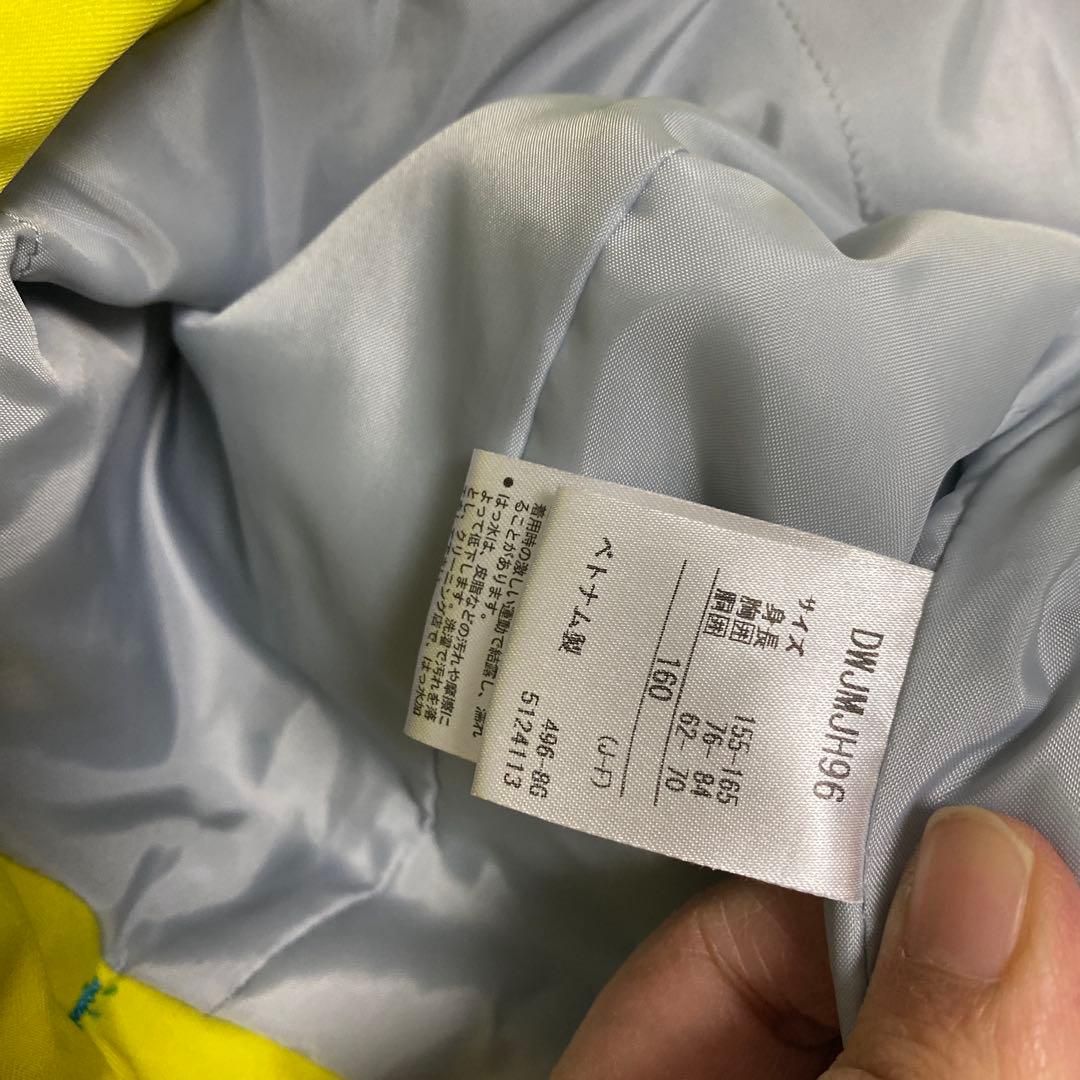 DWJMJH96
サイズ
身長 155-165
胸囲 76- 84
胴囲 62- 70
160
(J-F)
ベトナム製
496-86
5124113
着用時の激しい運動で結露し、濡れ
ることがあります。
●はっ水は、皮脂などの汚れや摩擦に
よって低下します。洗濯で汚れを落
とし、クリーニング店で、はっ水加